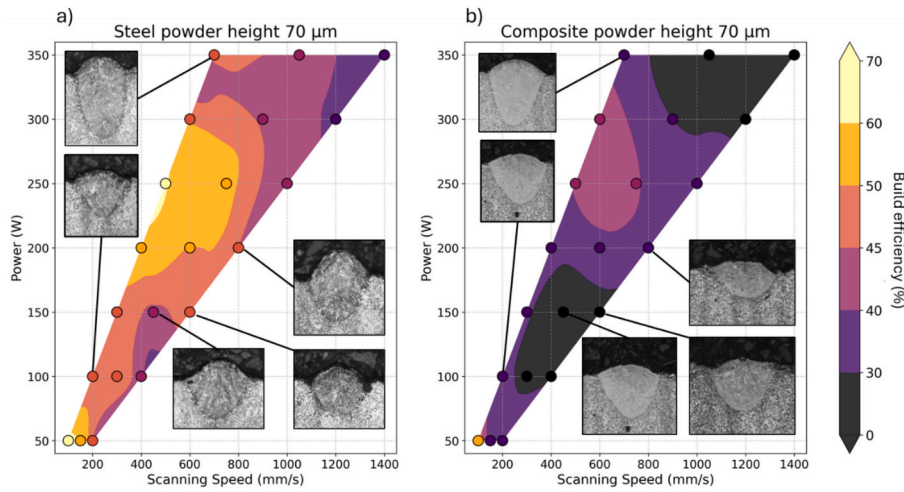 a)
Steel powder height 70 μm
350
300
250
200
150
100
50
Power (W)
200 400 600 800 1000 1200 1400
Scanning Speed (mm/s)
b)
Composite powder height 70 μm
350
300
250
200
150
100
50
Power (W)
200 400 600 800 1000 1200 1400
Scanning Speed (mm/s)
70
60
50
45
40
30
0
Build efficiency (%)